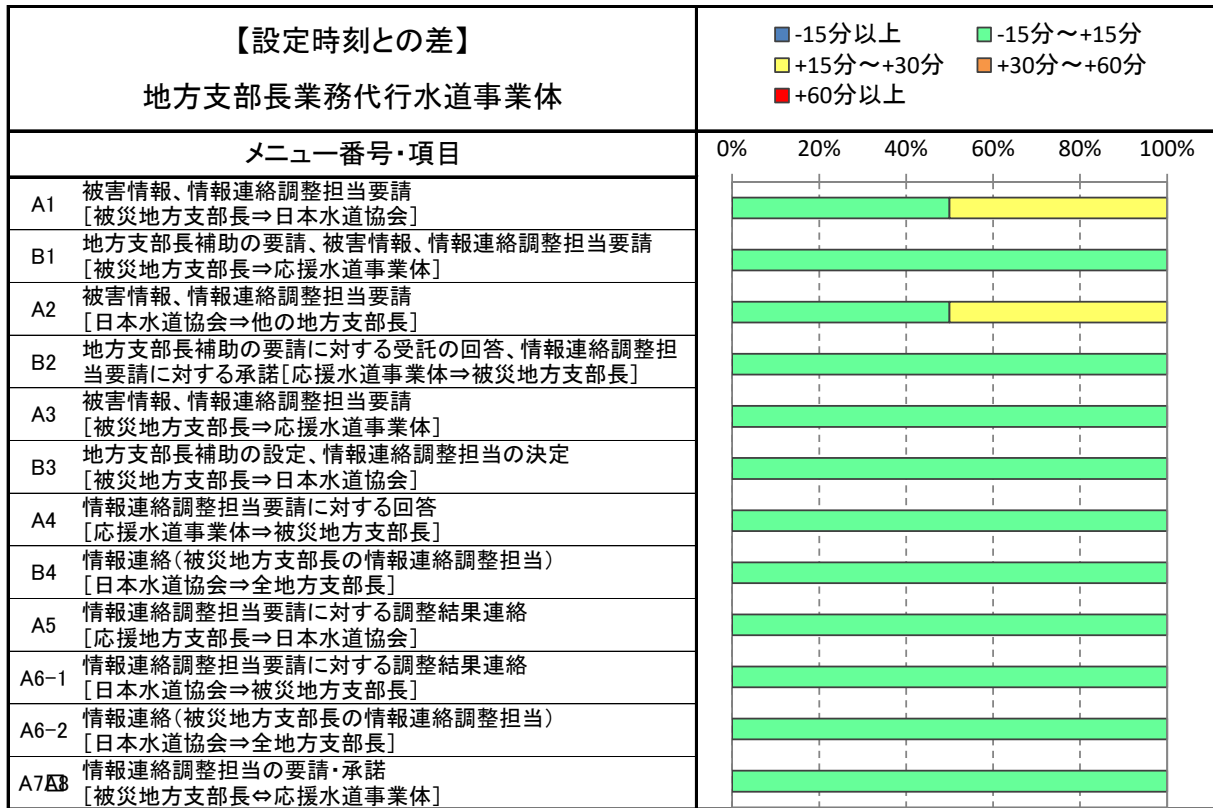 【設定時刻との差】
地方支部長業務代行水道事業体
-15分以上 -15分～+15分
+15分～+30分 +30分～+60分
+60分以上
メニュー番号・項目
0% 20% 40% 60% 80% 100%
A1 被害情報、情報連絡調整担当要請
[被災地方支部長⇒日本水道協会]
B1 地方支部長補助の要請、被害情報、情報連絡調整担当要請
[被災地方支部長⇒応援水道事業体]
A2 被害情報、情報連絡調整担当要請
[日本水道協会⇒他の地方支部長]
B2 地方支部長補助の要請に対する受託の回答、情報連絡調整担
当要請に対する承諾[応援水道事業体⇒被災地方支部長]
A3 被害情報、情報連絡調整担当要請
[被災地方支部長⇒応援水道事業体]
B3 地方支部長補助の設定、情報連絡調整担当の決定
[被災地方支部長⇒日本水道協会]
A4 情報連絡調整担当要請に対する回答
[応援水道事業体⇒被災地方支部長]
B4 情報連絡(被災地方支部長の情報連絡調整担当)
[日本水道協会⇒全地方支部長]
A5 情報連絡調整担当要請に対する調整結果連絡
[応援地方支部長⇒日本水道協会]
A6-1 情報連絡調整担当要請に対する調整結果連絡
[日本水道協会⇒被災地方支部長]
A6-2 情報連絡(被災地方支部長の情報連絡調整担当)
[日本水道協会⇒全地方支部長]
A7 情報連絡調整担当の要請・承諾
[被災地方支部長⇔応援水道事業体]